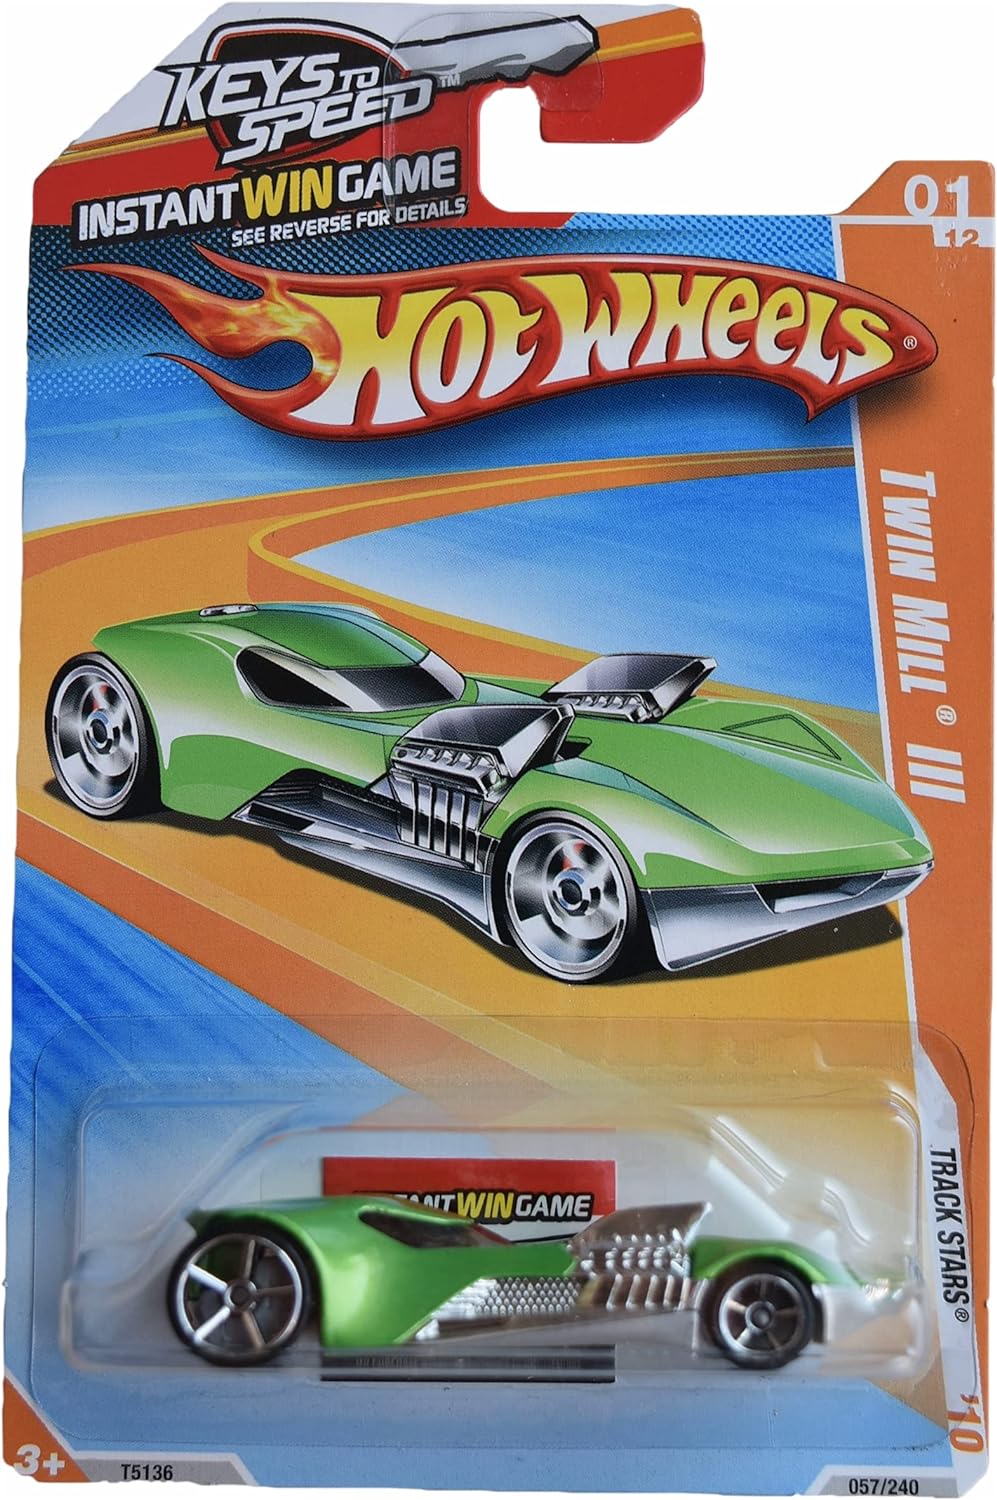 KEYS TO SPEED™
INSTANT WIN GAME
SEE REVERSE FOR DETAILS
01
12
HOT WHEELS®
TWIN MILL® III
INSTANT WIN GAME
TRACK STARS®
'10
3+
T5136
057/240